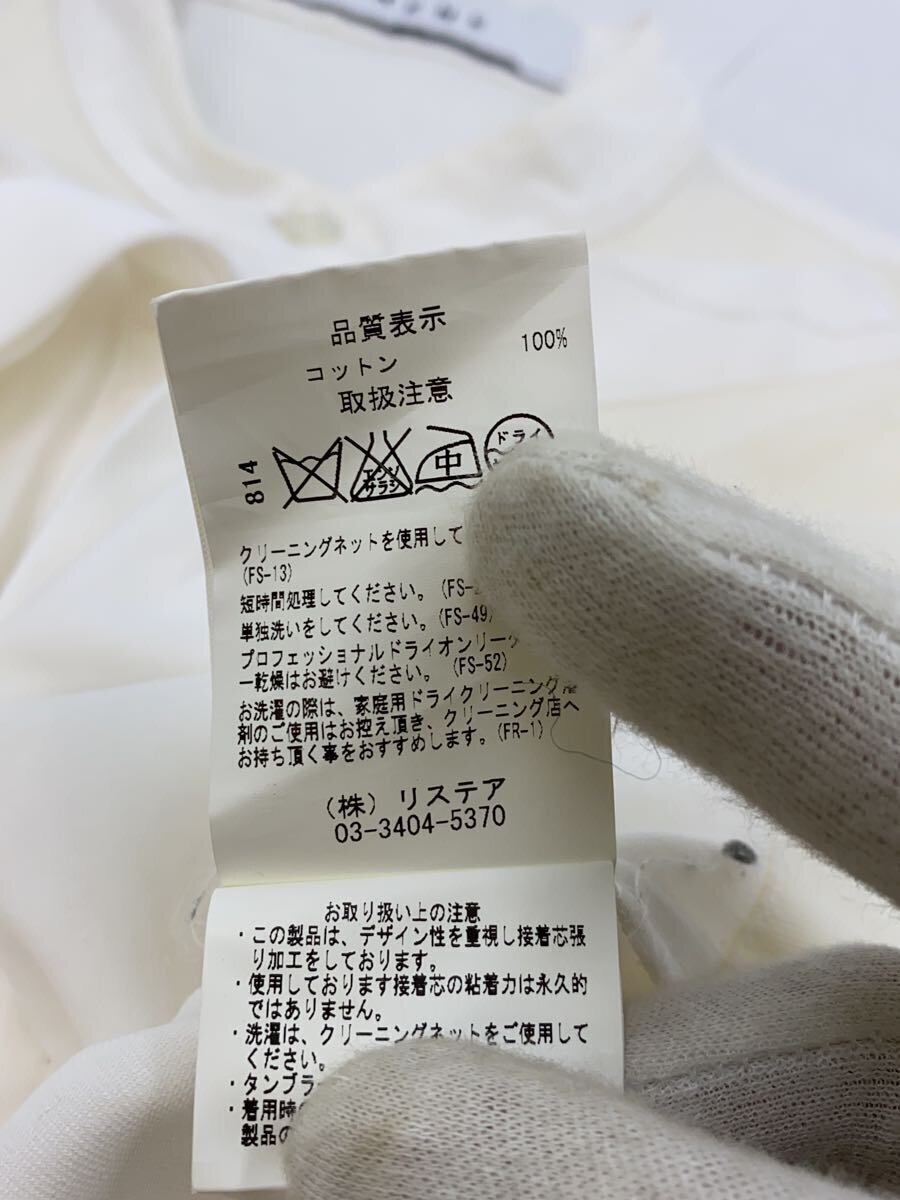 品質表示
コットン 100%
取扱注意
814 エンソ サラシ 中 ドライ
クリーニングネットを使用して
(FS-13)
短時間処理してください。(FS-
単独洗いをしてください。(FS-49)
プロフェッショナルドライオンリー
ー乾燥はお避けください。(FS-52)
お洗濯の際は、家庭用ドライクリーニング
剤のご使用はお控え頂き、クリーニング店へ
お持ち頂く事をおすすめします。(FR-1)
(株) リステア
03-3404-5370
お取り扱い上の注意
・この製品は、デザイン性を重視し接着芯張
り加工をしております。
・使用しております接着芯の粘着力は永久的
ではありません。
・洗濯は、クリーニングネットをご使用して
ください。
・タンブラ
・着用時
製品の